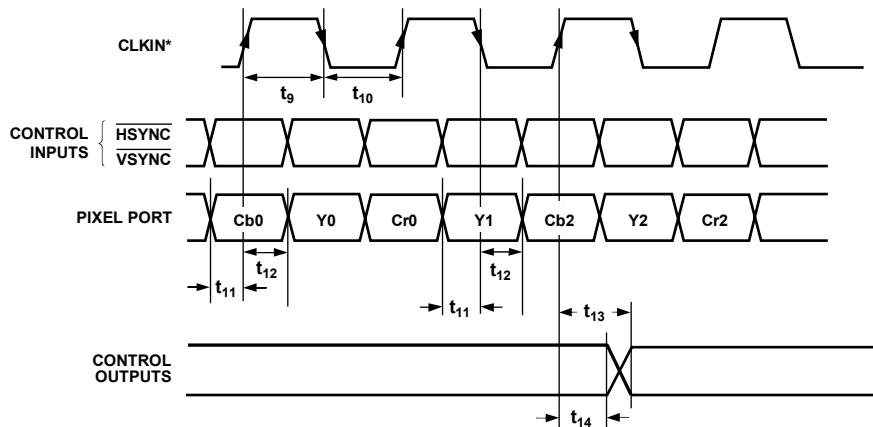 CLKIN*
t9
t10
CONTROL INPUTS
HSYNC
VSYNC
PIXEL PORT
Cb0 Y0 Cr0 Y1 Cb2 Y2 Cr2
t12
t12
t11
t11
t13
CONTROL OUTPUTS
t14